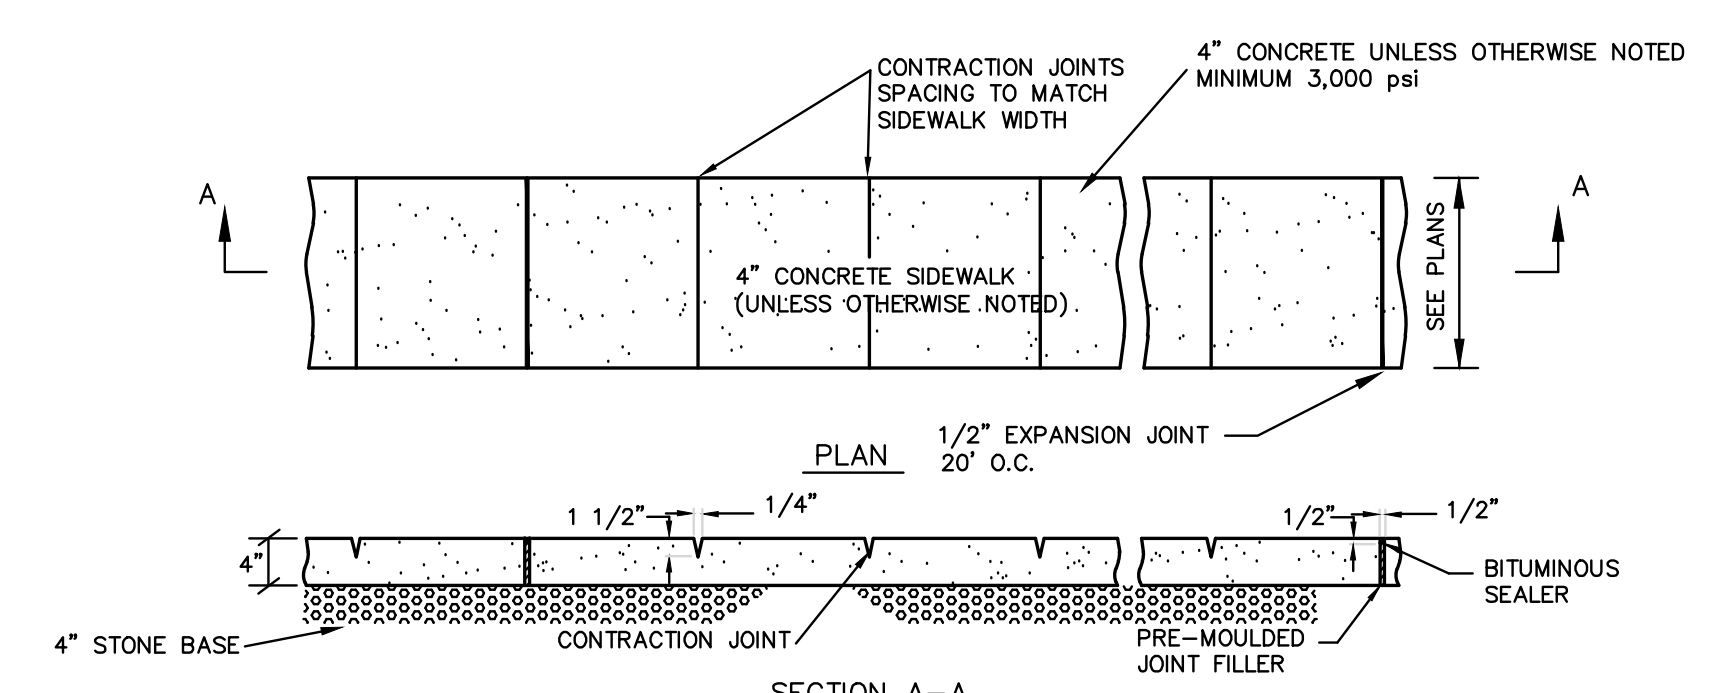 CONTRACTION JOINTS
SPACING TO MATCH
SIDEWALK WIDTH
4" CONCRETE UNLESS OTHERWISE NOTED
MINIMUM 3,000 psi
A
A
SEE PLANS
4" CONCRETE SIDEWALK
(UNLESS OTHERWISE NOTED)
1/2" EXPANSION JOINT
20' O.C.
PLAN
1 1/2"
1/4"
1/2"
1/2"
4"
BITUMINOUS
SEALER
4" STONE BASE
CONTRACTION JOINT
PRE-MOULDED
JOINT FILLER
SECTION A-A